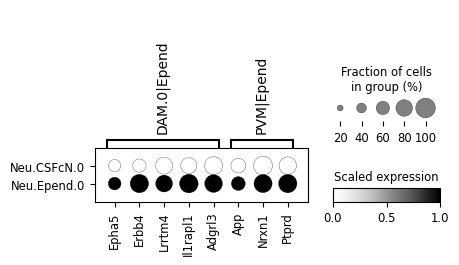 DAM.0|Epend
PVM|Epend
Neu.CSFcN.0
Neu.Epend.0
Epha5
Erbb4
Lrrtm4
Il1rapl1
Adgrl3
App
Nrxn1
Ptprd
Fraction of cells
in group (%)
20 40 60 80 100
Scaled expression
0.0 0.5 1.0